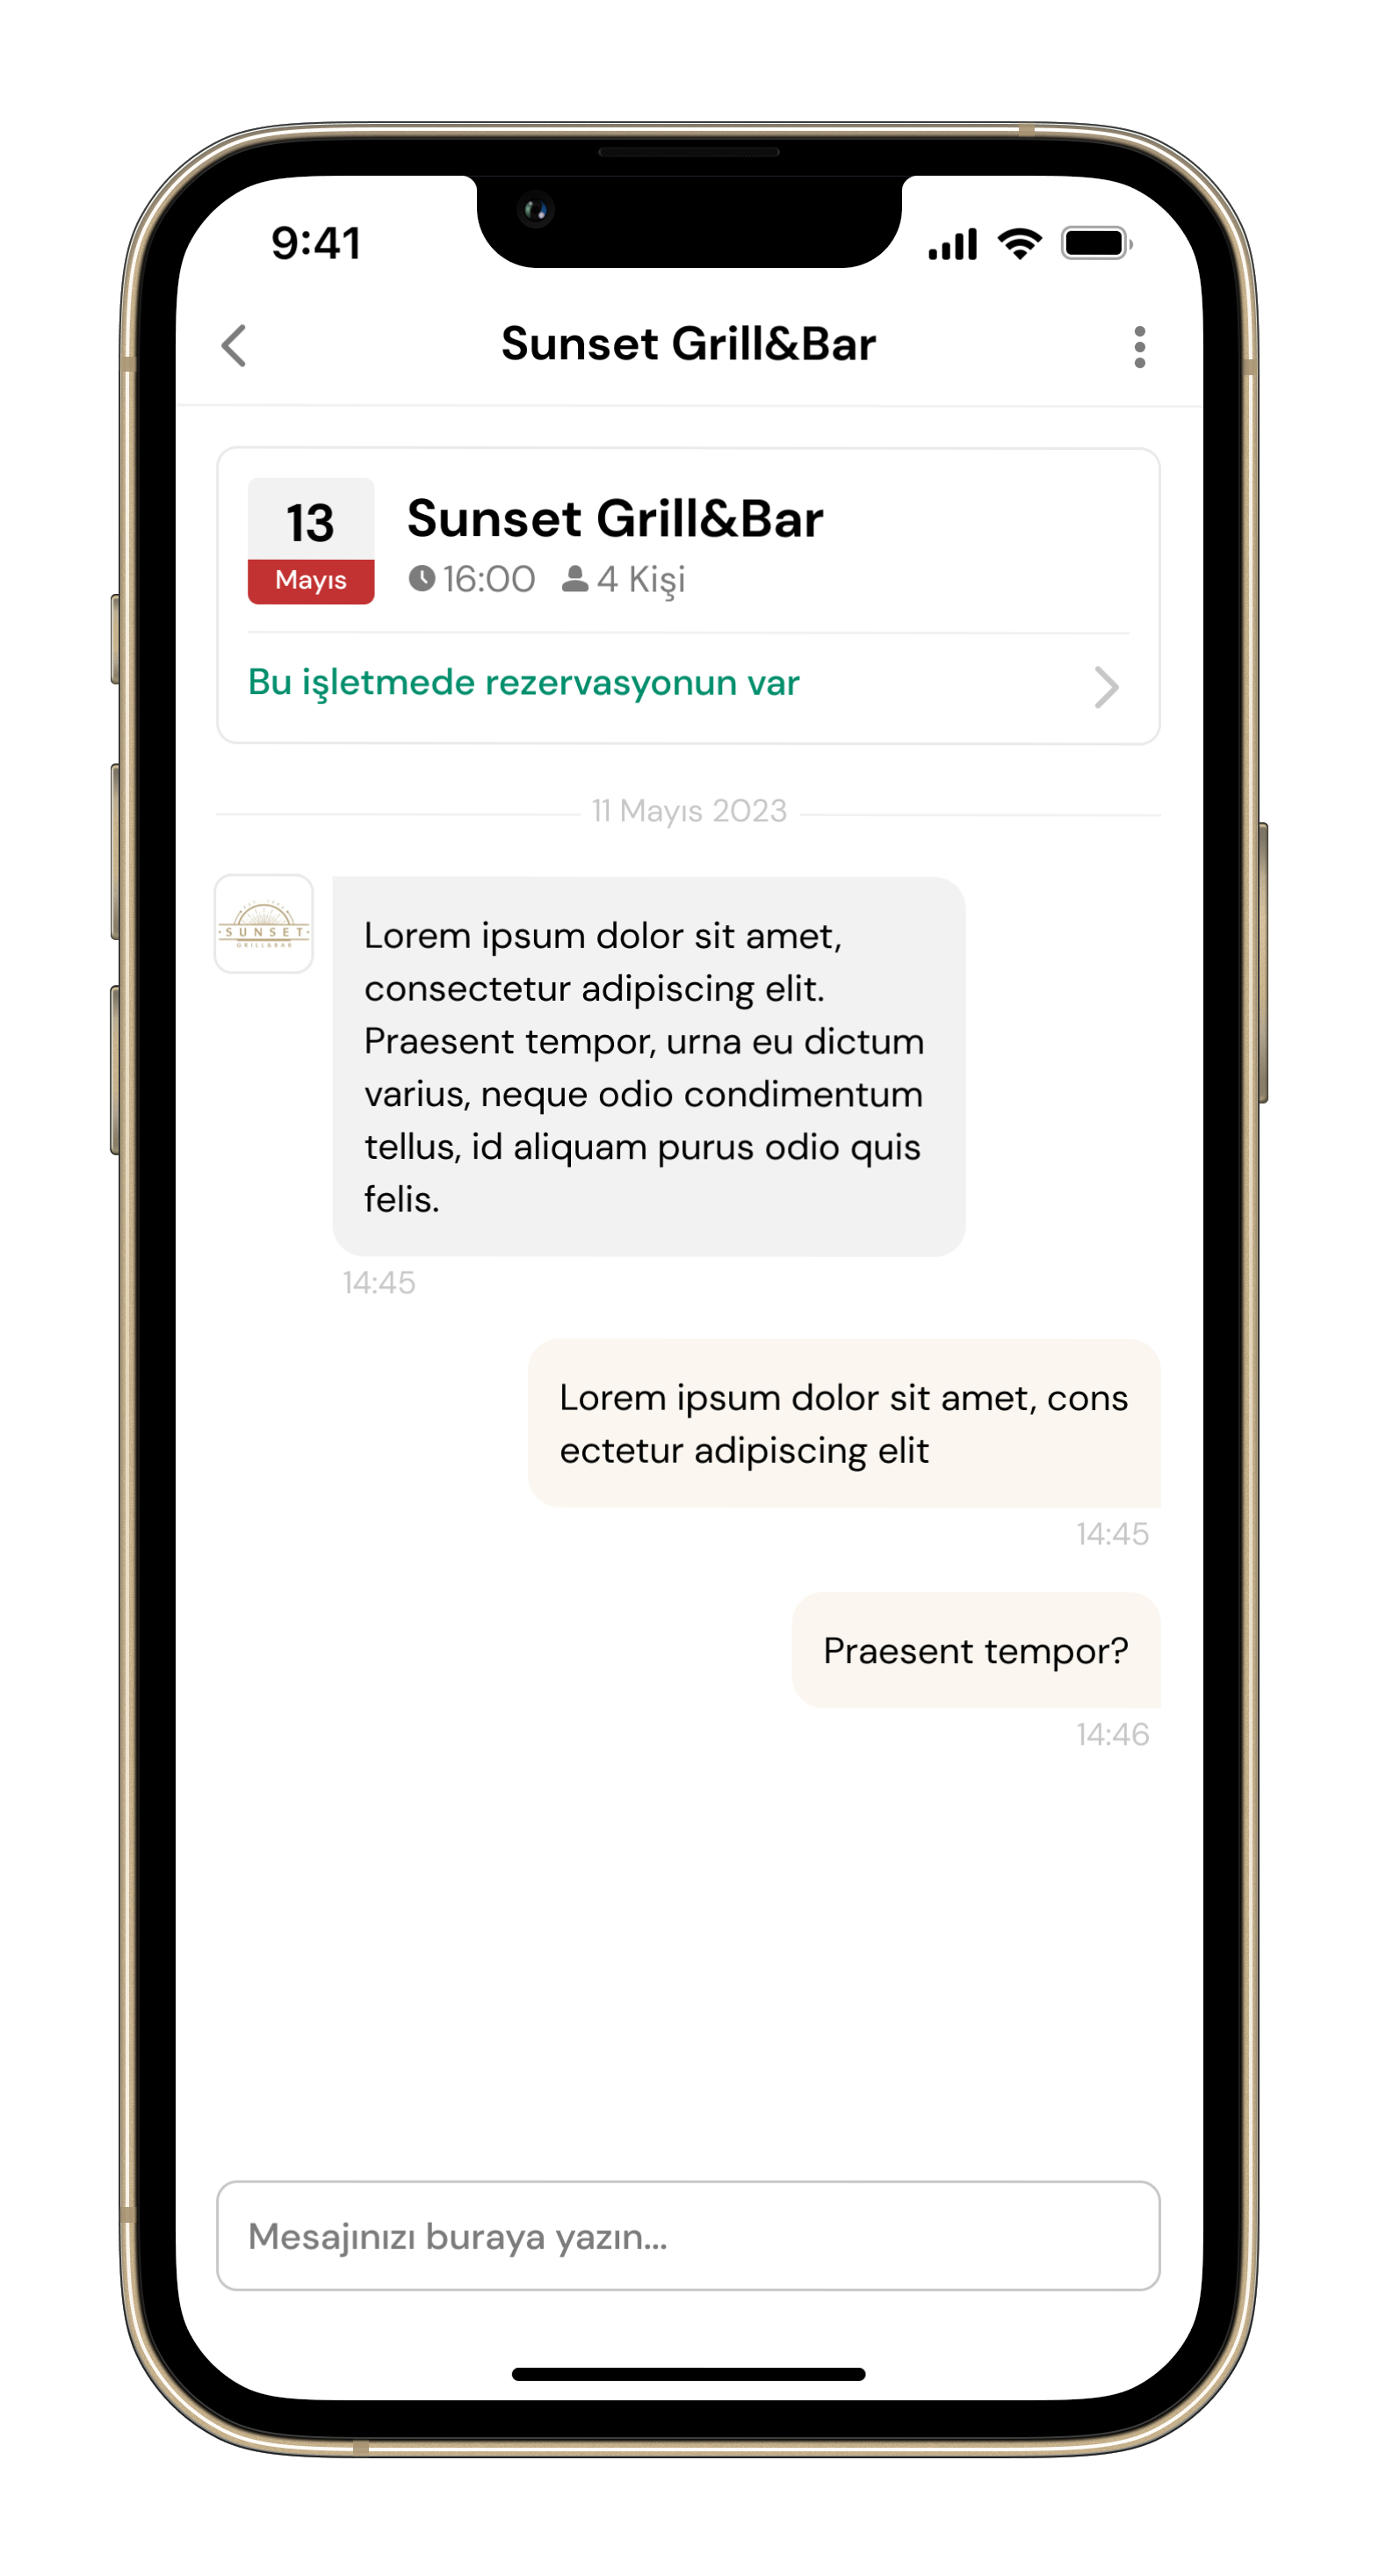 9:41
Sunset Grill&Bar
13
Mayıs
Sunset Grill&Bar
16:00 4 Kişi
Bu işletmede rezervasyonun var
11 Mayıs 2023
SUNSET
GRILL&BAR
Lorem ipsum dolor sit amet,
consectetur adipiscing elit.
Praesent tempor, urna eu dictum
varius, neque odio condimentum
tellus, id aliquam purus odio quis
felis.
14:45
Lorem ipsum dolor sit amet, cons
ectetur adipiscing elit
14:45
Praesent tempor?
14:46
Mesajınızı buraya yazın...